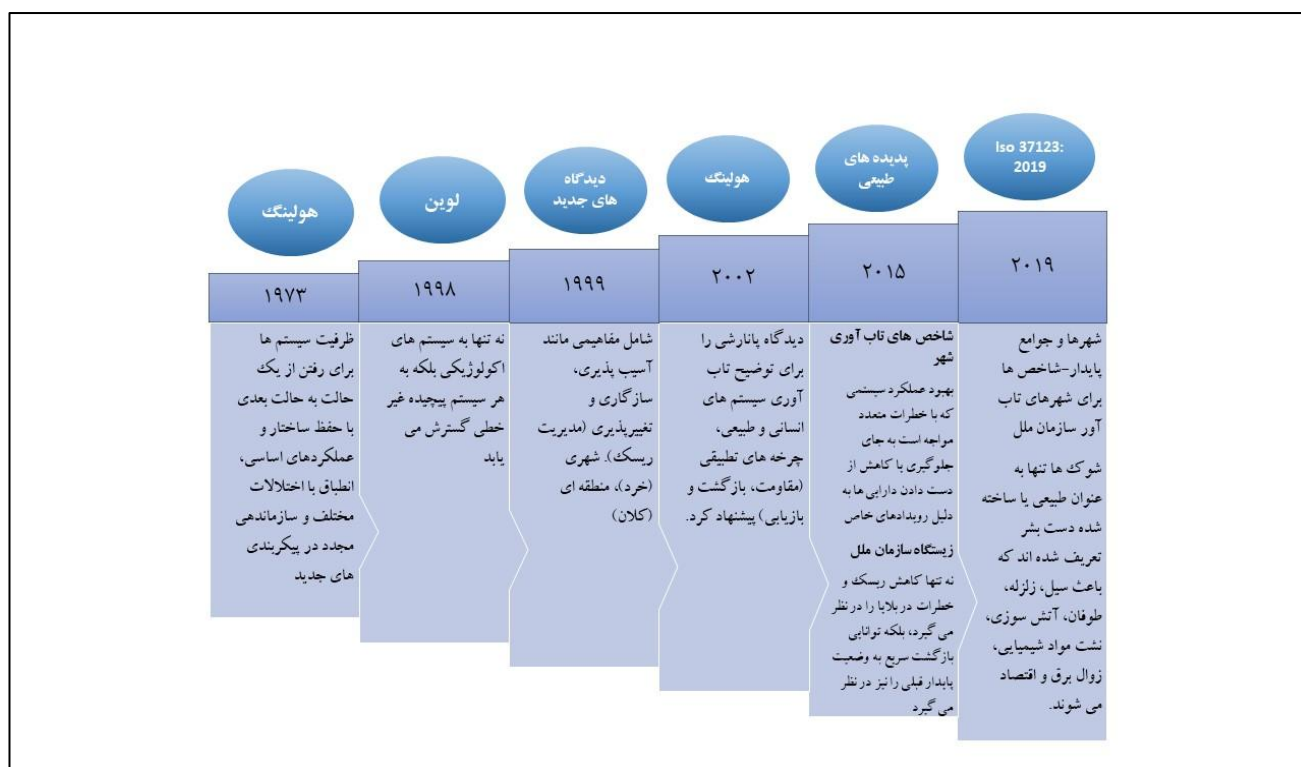 هولینگ
۱۹۷۳
ظرفیت سیستم ها
برای رفتن از یک
حالت به حالت بعدی
با حفظ ساختار و
عملکردهای اساسی،
انطباق با اختلالات
مختلف و سازماندهی
مجدد در پیکربندی
های جدید
لوین
۱۹۹۸
نه تنها به سیستم های
اکولوژیکی بلکه به
هر سیستم پیچیده غیر
خطی گسترش می
یابد
دیدگاه
های جدید
۱۹۹۹
شامل مفاهیمی مانند
آسیب پذیری،
سازگاری و
تغییرپذیری (مدیریت
ریسک). شهری
(خرد)، منطقه ای
(کلان)
هولینگ
۲۰۰۲
دیدگاه پانارشی را
برای توضیح تاب
آوری سیستم های
انسانی و طبیعی،
چرخه های تطبیقی
(مقاومت، بازگشت و
بازیابی) پیشنهاد کرد.
پدیده های
طبیعی
۲۰۱۵
شاخص های تاب آوری
شهر
بهبود عملکرد سیستمی
که با خطرات متعدد
مواجه است به جای
جلوگیری یا کاهش از
دست دادن دارایی ها به
دلیل رویدادهای خاص
زیستگاه سازمان ملل
نه تنها کاهش ریسک و
خطرات در بلایا را در نظر
می گیرد، بلکه توانایی
بازگشت سریع به وضعیت
پایدار قبلی را نیز در نظر
می گیرد
Iso 37123:
2019
۲۰۱۹
شهرها و جوامع
پایدار-شاخص ها
برای شهرهای تاب
آور سازمان ملل
شوک ها تنها به
عنوان طبیعی یا ساخته
شده دست بشر
تعریف شده اند که
باعث سیل، زلزله،
طوفان، آتش سوزی،
نشت مواد شیمیایی،
زوال برق و اقتصاد
می شوند.